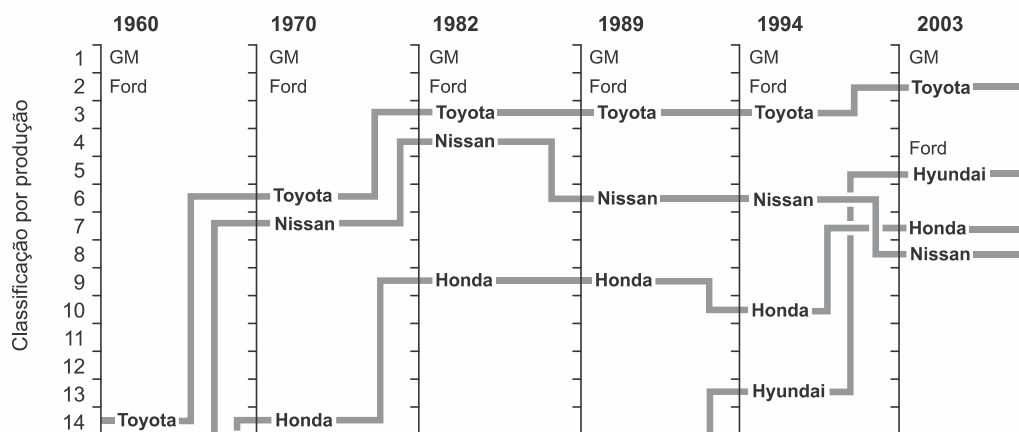 1960 1970 1982 1989 1994 2003
Classificação por produção
1 GM GM GM GM GM GM
2 Ford Ford Ford Ford Ford Toyota
3 Toyota Toyota Toyota
4 Nissan Ford
5 Hyundai
6 Toyota Nissan Nissan
7 Nissan Honda
8 Nissan
9 Honda Honda
10 Honda
11
12
13 Hyundai
14 Toyota Honda